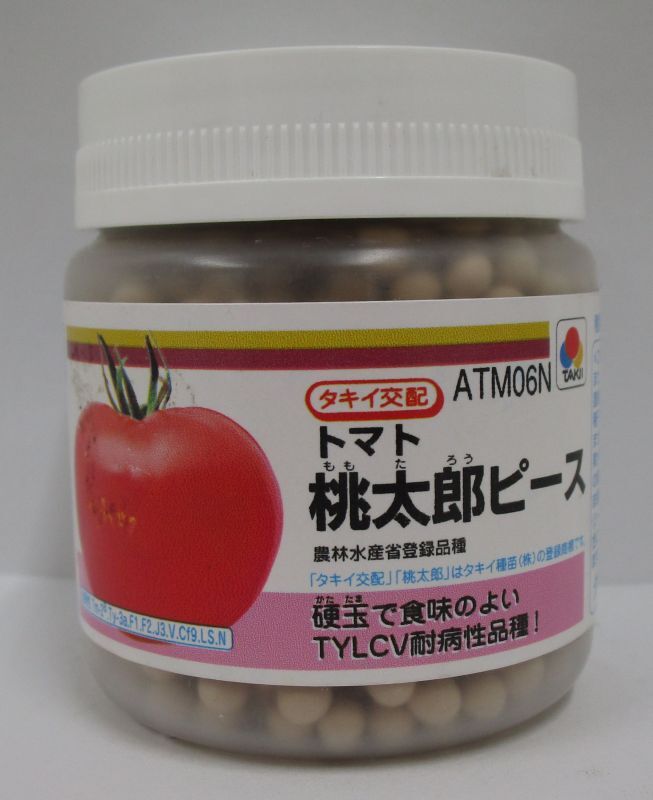 タキイ交配
ATM06N
TAKII
トマト
もも た ろう
桃太郎ピース
農林水産省登録品種
「タキイ交配」「桃太郎」はタキイ種苗(株)の登録商標です。
かた たま
硬玉で食味のよい
TYLCV耐病性品種!
Ty-3a.F1.F2.J3.V.Cf9.LS.N